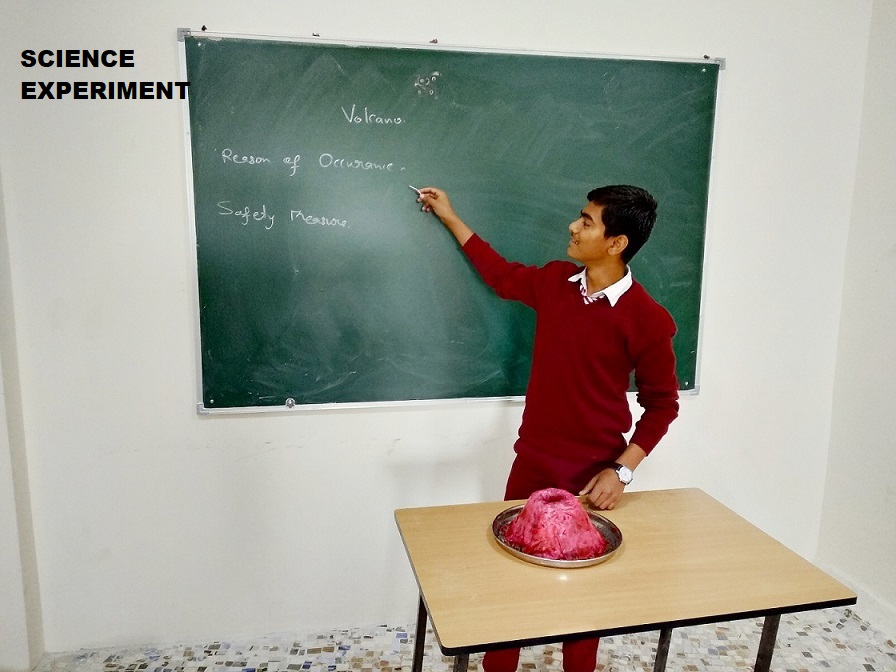 SCIENCE
EXPERIMENT
Volcano.
Reason of Occurance.
Safety Measure.